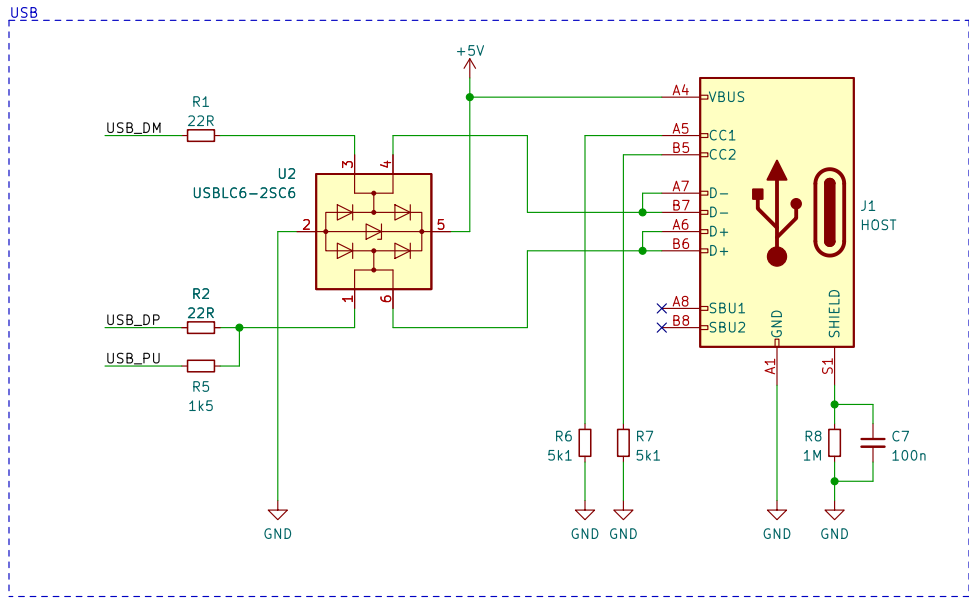 USB
+5V
R1
22R
USB_DM
U2
USBLC6-2SC6
3
4
2
5
1
6
R2
22R
USB_DP
USB_PU
R5
1k5
A4
VBUS
A5
CC1
B5
CC2
A7
D-
B7
D-
A6
D+
B6
D+
A8
SBU1
B8
SBU2
GND
SHIELD
A1
S1
J1
HOST
R6
5k1
R7
5k1
R8
1M
C7
100n
GND
GND
GND
GND
GND